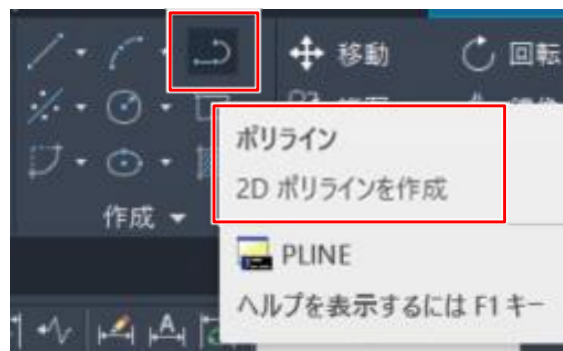 移動
回転
ポリライン
2D ポリラインを作成
作成
PLINE
ヘルプを表示するには F1 キー